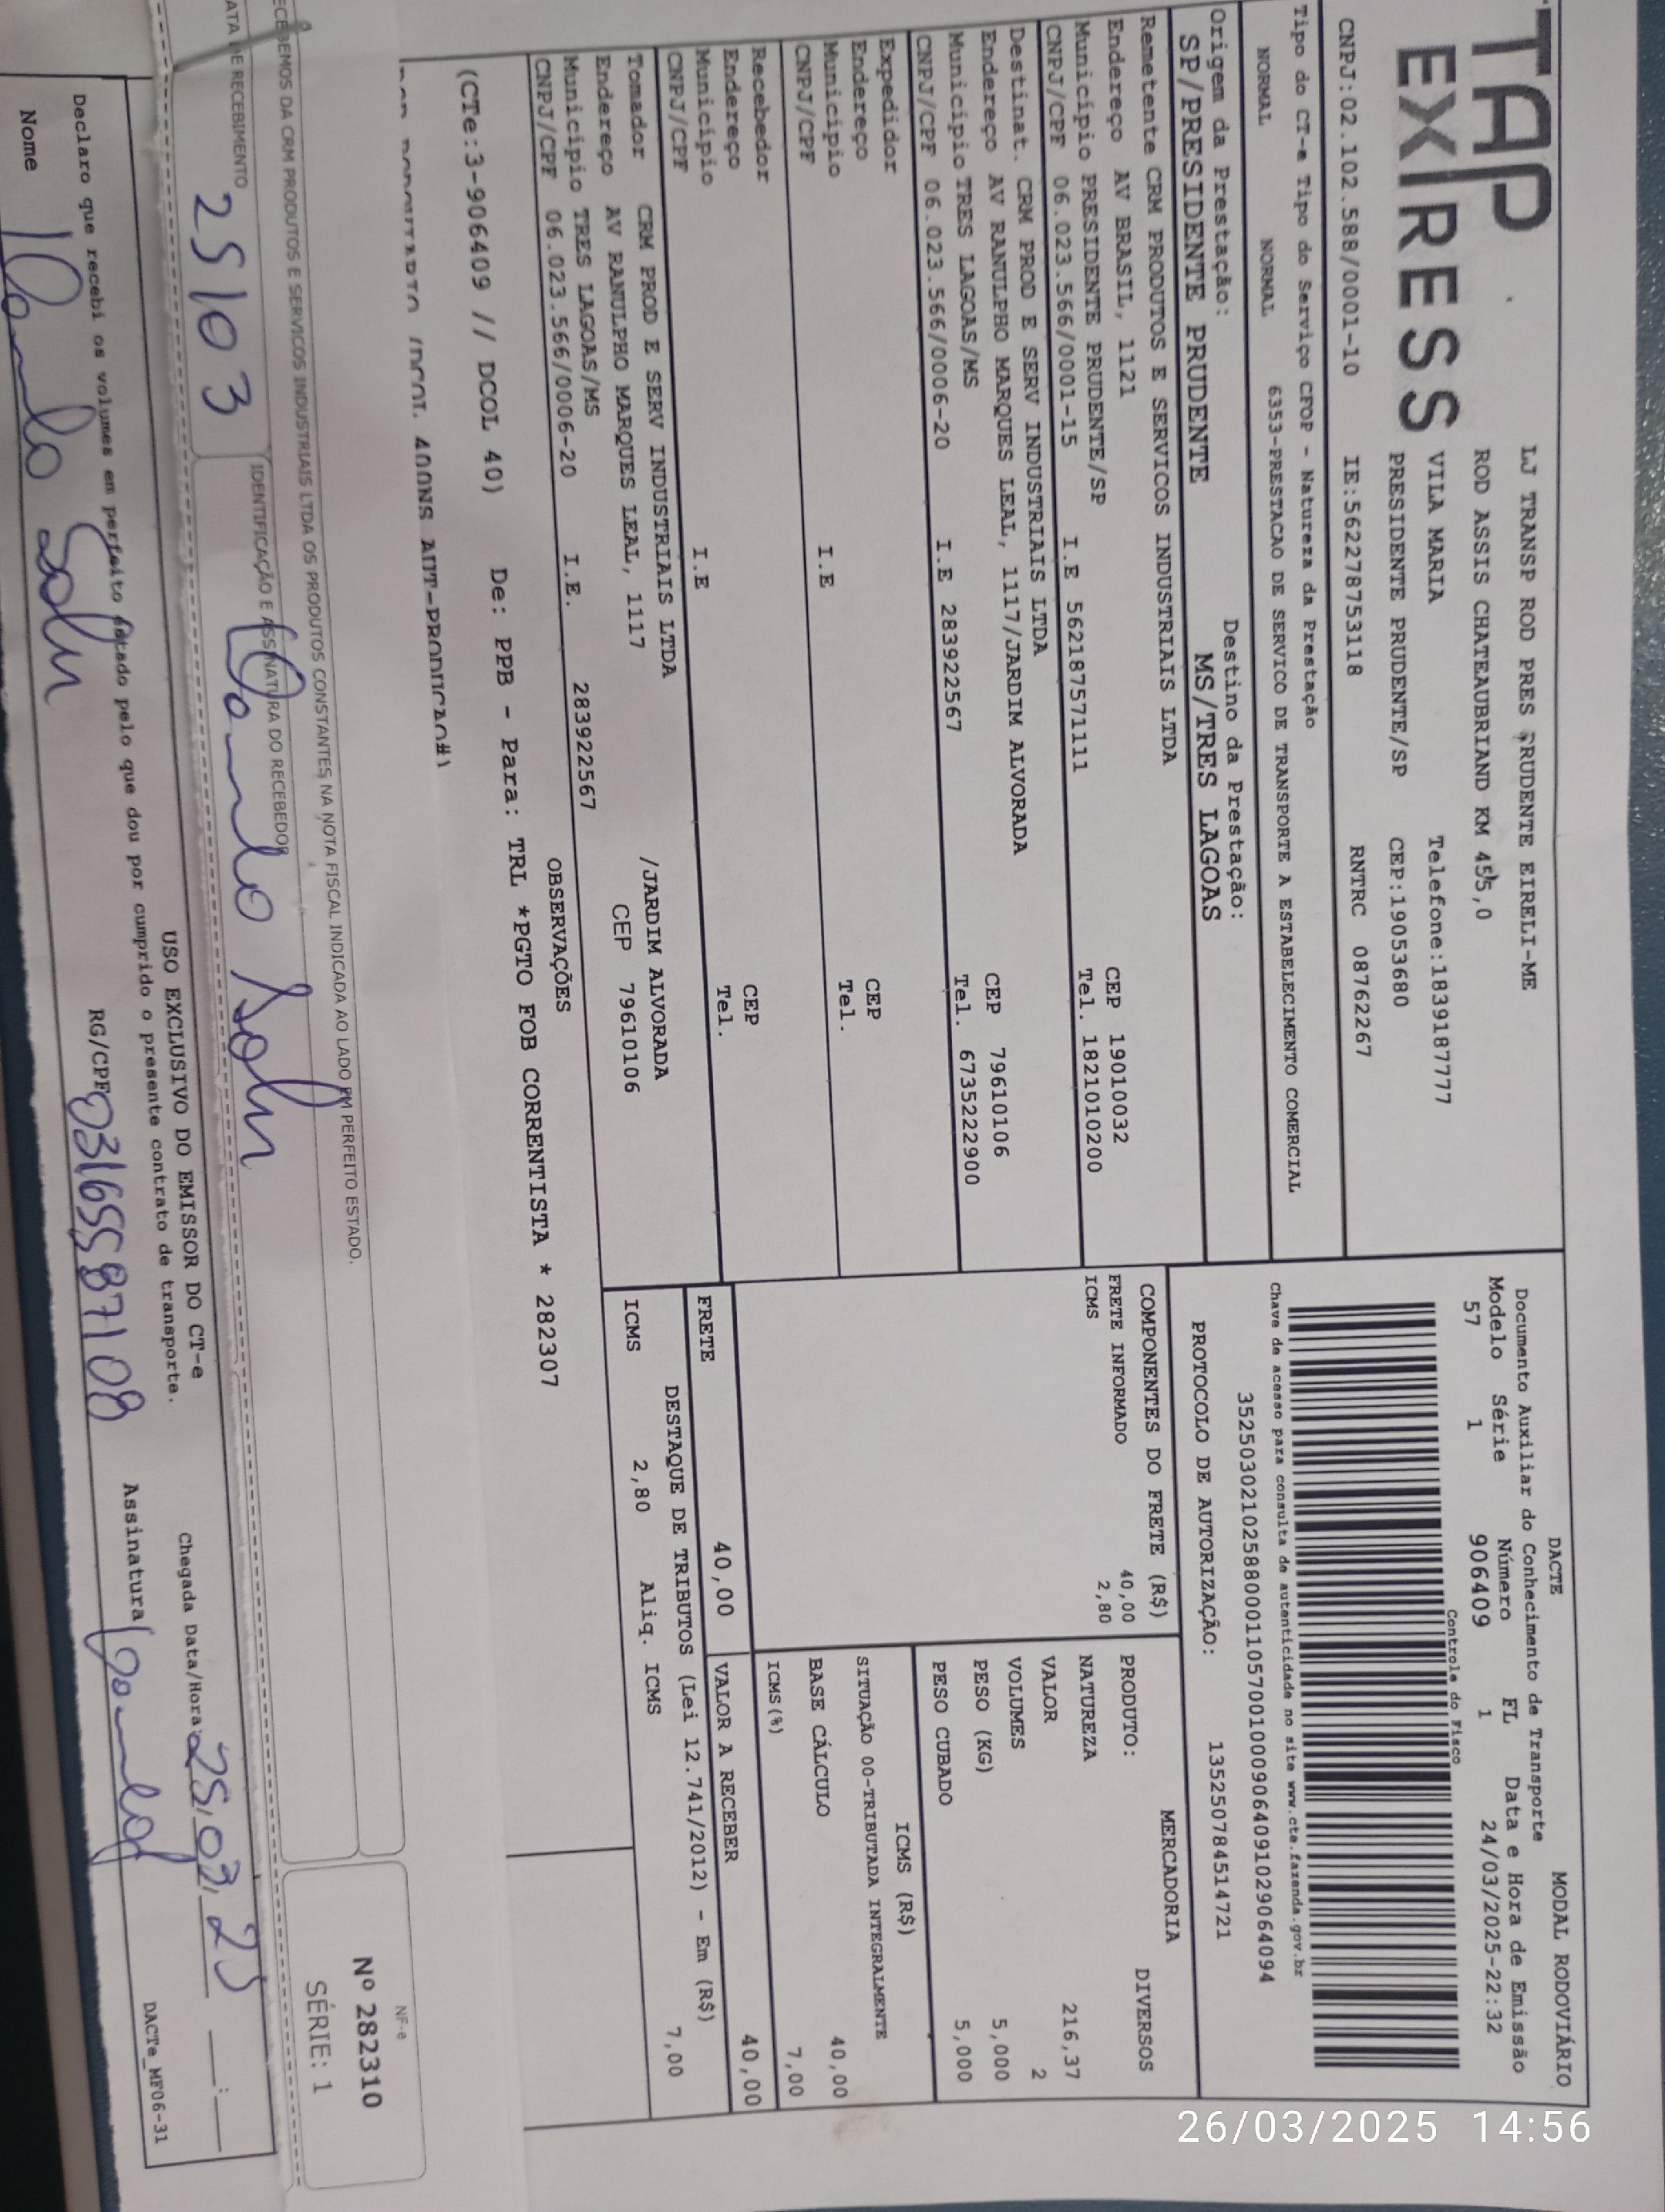 TAP
EXPRESS
LJ TRANSP ROD PRES PRUDENTE EIRELI-ME
ROD ASSIS CHATEAUBRIAND KM 455,0
VILA MARIA Telefone:1839187777
PRESIDENTE PRUDENTE/SP CEP:19053680
CNPJ:02.102.588/0001-10 IE:562278753118 RNTRC 08762267
DACTE MODAL RODOVIÁRIO
Documento Auxiliar do Conhecimento de Transporte
Modelo Série Número FL Data e Hora de Emissão
57 1 906409 1 24/03/2025-22:32
Controle do Fisco
Chave de acesso para consulta de autenticidade no site www.cte.fazenda.gov.br
35250302102588000110570010009064091029064094
PROTOCOLO DE AUTORIZAÇÃO: 135250784514721
Tipo do CT-e Tipo do Serviço CFOP - Natureza da Prestação
NORMAL NORMAL 6353-PRESTACAO DE SERVICO DE TRANSPORTE A ESTABELECIMENTO COMERCIAL
Origem da Prestação: Destino da Prestação:
SP/PRESIDENTE PRUDENTE MS/TRES LAGOAS
Remetente CRM PRODUTOS E SERVICOS INDUSTRIAIS LTDA
Endereço AV BRASIL, 1121 CEP 19010032
Município PRESIDENTE PRUDENTE/SP Tel. 1821010200
CNPJ/CPF 06.023.566/0001-15 I.E 562187571111
Destinat. CRM PROD E SERV INDUSTRIAIS LTDA
Endereço AV RANULPHO MARQUES LEAL, 1117/JARDIM ALVORADA CEP 79610106
Município TRES LAGOAS/MS Tel. 6735222900
CNPJ/CPF 06.023.566/0006-20 I.E 283922567
Expedidor
Endereço CEP
Município Tel.
CNPJ/CPF I.E
Recebedor
Endereço CEP
Município Tel.
CNPJ/CPF I.E
Tomador CRM PROD E SERV INDUSTRIAIS LTDA
Endereço AV RANULPHO MARQUES LEAL, 1117 /JARDIM ALVORADA
Município TRES LAGOAS/MS CEP 79610106
CNPJ/CPF 06.023.566/0006-20 I.E. 283922567
COMPONENTES DO FRETE (R$)
FRETE INFORMADO 40,00
ICMS 2,80
MERCADORIA
PRODUTO: DIVERSOS
NATUREZA
VALOR 216,37
VOLUMES 2
PESO (KG) 5,000
PESO CUBADO 5,000
ICMS (R$)
SITUAÇÃO 00-TRIBUTADA INTEGRALMENTE
BASE CÁLCULO 40,00
ICMS(%) 7,00
FRETE 40,00 VALOR A RECEBER 40,00
DESTAQUE DE TRIBUTOS (Lei 12.741/2012) - Em (R$)
ICMS 2,80 Aliq. ICMS 7,00
OBSERVAÇÕES
(CTe:3-906409 // DCOL 40) De: PPB - Para: TRL *PGTO FOB CORRENTISTA * 282307
RECEBEMOS DA CRM PRODUTOS E SERVICOS INDUSTRIAIS LTDA OS PRODUTOS CONSTANTES NA NOTA FISCAL INDICADA AO LADO EM PERFEITO ESTADO.
DATA DE RECEBIMENTO IDENTIFICAÇÃO E ASSINATURA DO RECEBEDOR
25/03
NF-e
Nº 282310
SÉRIE: 1
USO EXCLUSIVO DO EMISSOR DO CT-e
Declaro que recebi os volumes em perfeito estado pelo que dou por cumprido o presente contrato de transporte.
Chegada Data/Hora: 25/03/25 __:__
Nome RG/CPF 03165587108 Assinatura
DACTe_MF06-31
26/03/2025 14:56